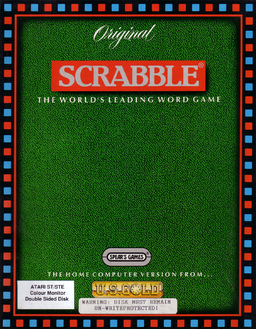 Original
SCRABBLE®
THE WORLD'S LEADING WORD GAME
SPEAR'S GAMES
THE HOME COMPUTER VERSION FROM...
U.S. GOLD
ATARI ST/STE
Colour Monitor
Double Sided Disk
WARNING: DISK MUST REMAIN
UN-WRITEPROTECTED!